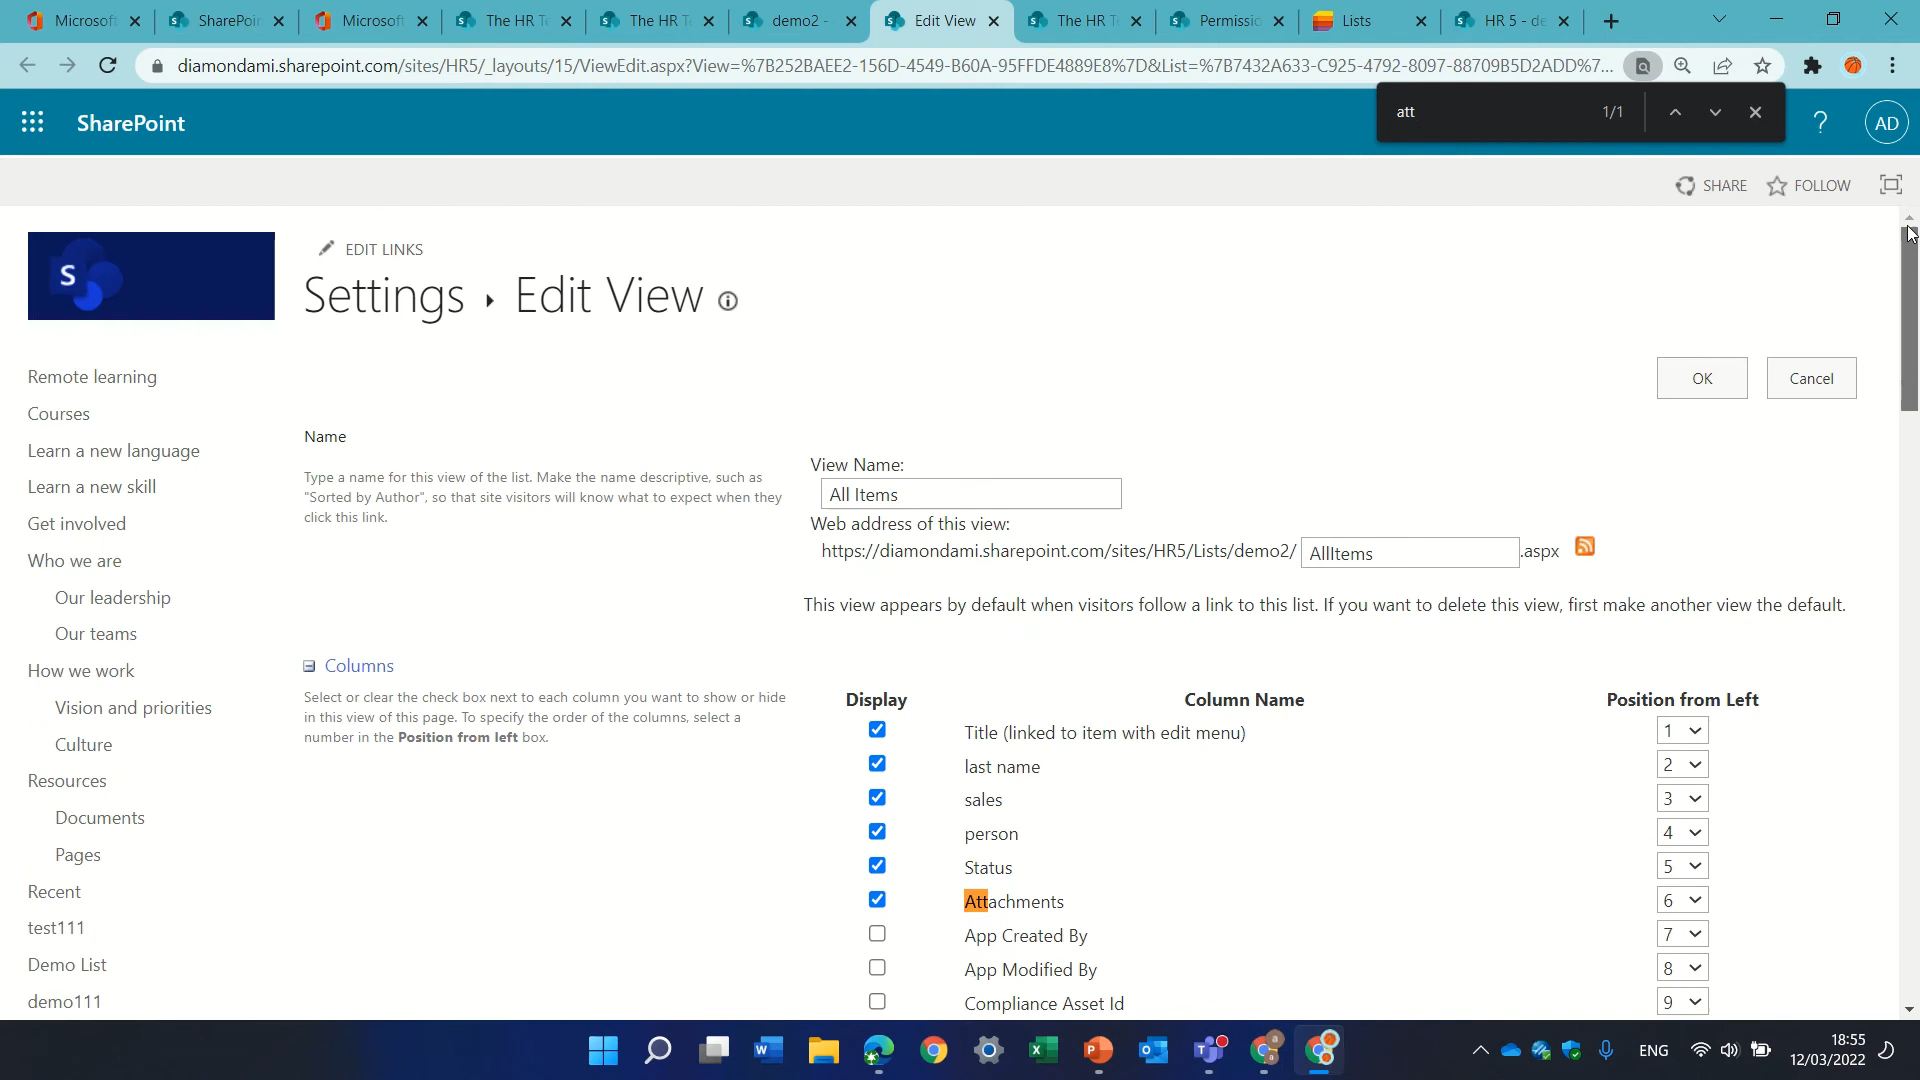 Microsoft
SharePoi
Microsoft
The HR Te
The HR Te
demo2 -
Edit View
The HR T
Permissio
Lists
HR 5 - de
diamondami.sharepoint.com/sites/HR5/_layouts/15/ViewEdit.aspx?View=%7B252BAEE2-156D-4549-B60A-95FFDE4889E8%7D&List=%7B7432A633-C925-4792-8097-88709B5D2ADD%7...
att
1/1
SharePoint
?
AD
SHARE
FOLLOW
S
EDIT LINKS
Settings ▸ Edit View
OK
Cancel
Remote learning
Courses
Learn a new language
Learn a new skill
Get involved
Who we are
Our leadership
Our teams
How we work
Vision and priorities
Culture
Resources
Documents
Pages
Recent
test111
Demo List
demo111
Name
Type a name for this view of the list. Make the name descriptive, such as
"Sorted by Author", so that site visitors will know what to expect when they
click this link.
View Name:
All Items
Web address of this view:
https://diamondami.sharepoint.com/sites/HR5/Lists/demo2/ AllItems .aspx
This view appears by default when visitors follow a link to this list. If you want to delete this view, first make another view the default.
Columns
Select or clear the check box next to each column you want to show or hide
in this view of this page. To specify the order of the columns, select a
number in the Position from left box.
Display Column Name Position from Left
Title (linked to item with edit menu) 1
last name 2
sales 3
person 4
Status 5
Attachments 6
App Created By 7
App Modified By 8
Compliance Asset Id 9
ENG
18:55
12/03/2022